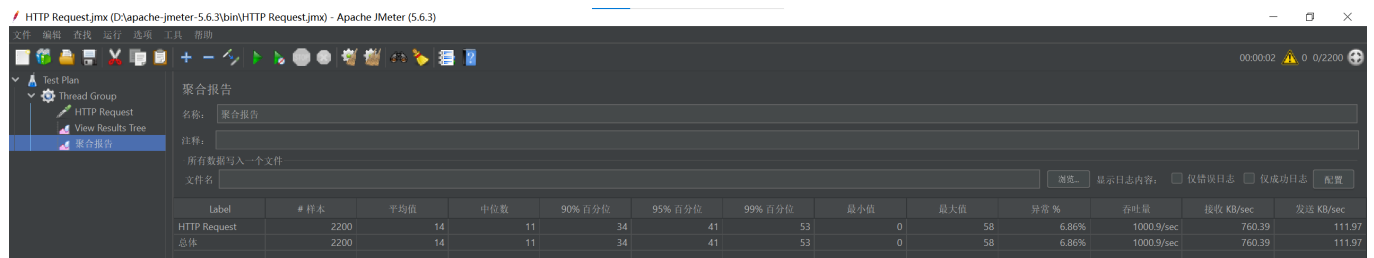 HTTP Request.jmx (D:\apache-jmeter-5.6.3\bin\HTTP Request.jmx) - Apache JMeter (5.6.3)
文件 编辑 查找 运行 选项 工具 帮助
00:00:02 0 0/2200
Test Plan
Thread Group
HTTP Request
View Results Tree
聚合报告
聚合报告
名称: 聚合报告
注释:
所有数据写入一个文件
文件名 浏览... 显示日志内容: 仅错误日志 仅成功日志 配置
Label # 样本 平均值 中位数 90% 百分位 95% 百分位 99% 百分位 最小值 最大值 异常 % 吞吐量 接收 KB/sec 发送 KB/sec
HTTP Request 2200 14 11 34 41 53 0 58 6.86% 1000.9/sec 760.39 111.97
总体 2200 14 11 34 41 53 0 58 6.86% 1000.9/sec 760.39 111.97